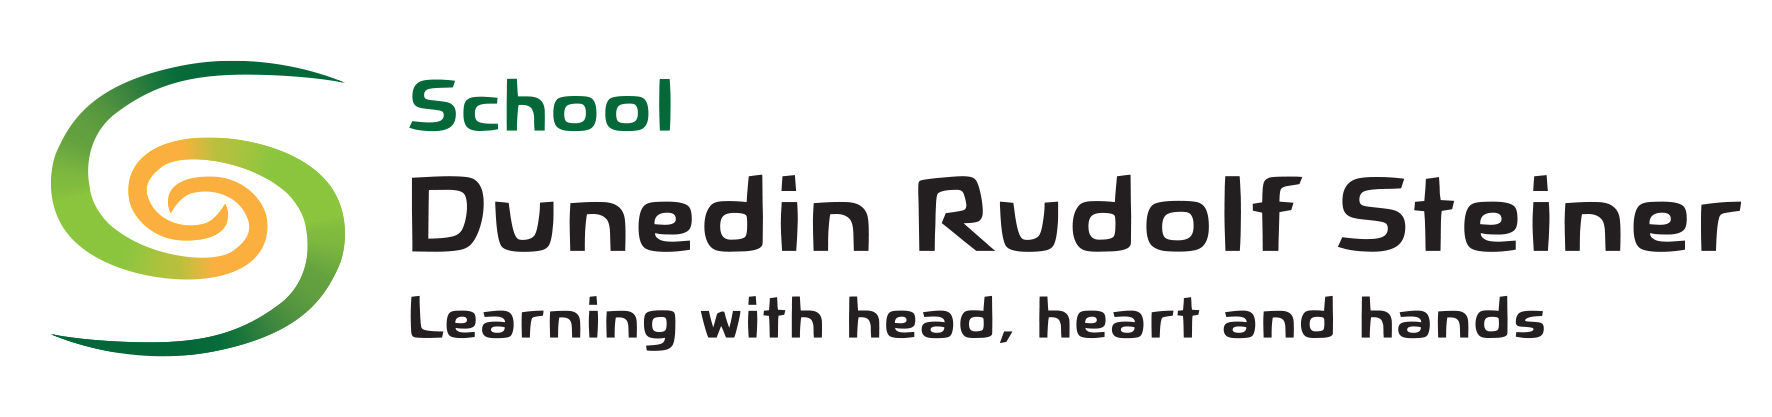 School
Dunedin Rudolf Steiner
Learning with head, heart and hands